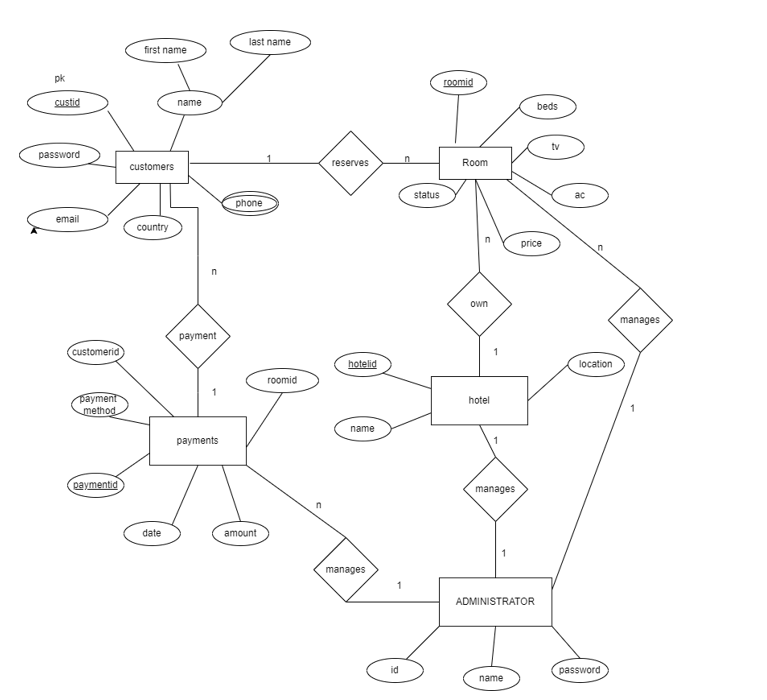 last name
first name
pk
roomid
custid
name
beds
tv
password
customers
1
reserves
n
Room
status
ac
phone
email
country
n
price
n
n
own
manages
payment
customerid
1
hotelid
location
roomid
1
payment
method
hotel
1
name
payments
1
paymentid
manages
n
date
amount
1
manages
1
ADMINISTRATOR
id
name
password